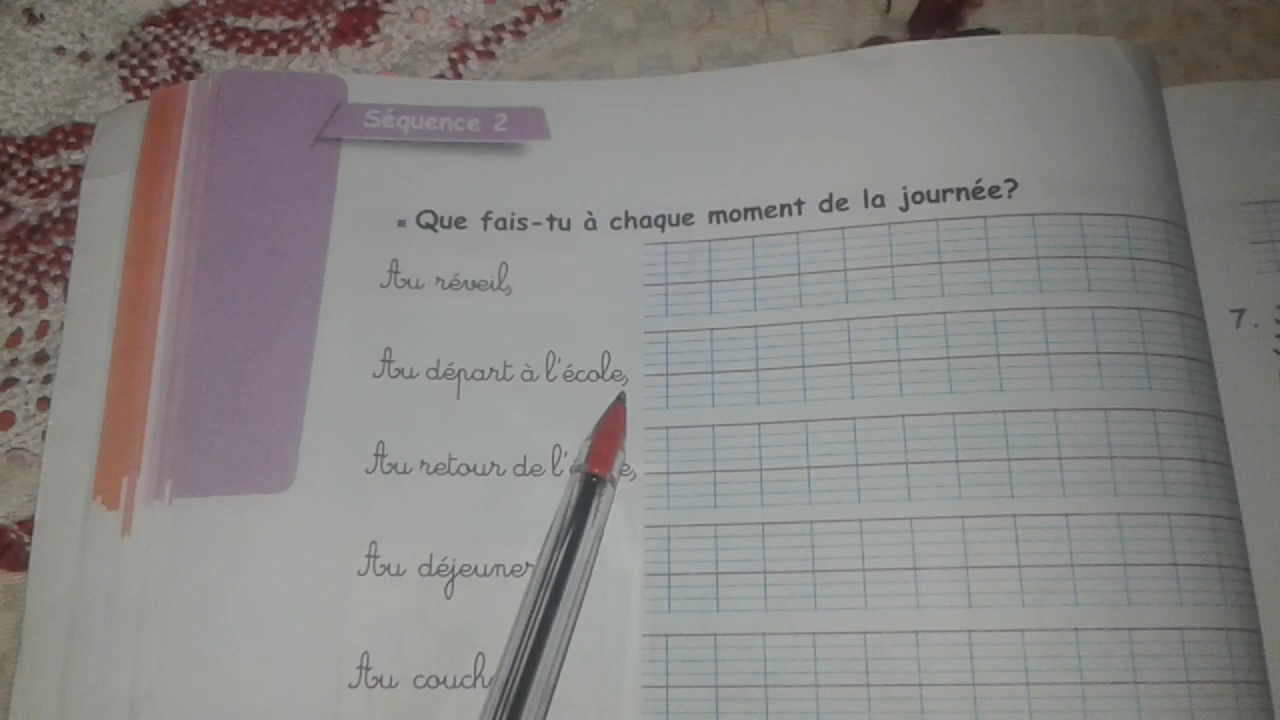 Séquence 2
▪ Que fais-tu à chaque moment de la journée?
Au réveil,
Au départ à l'école,
Au retour de l'
Au déjeuner
Au
7.